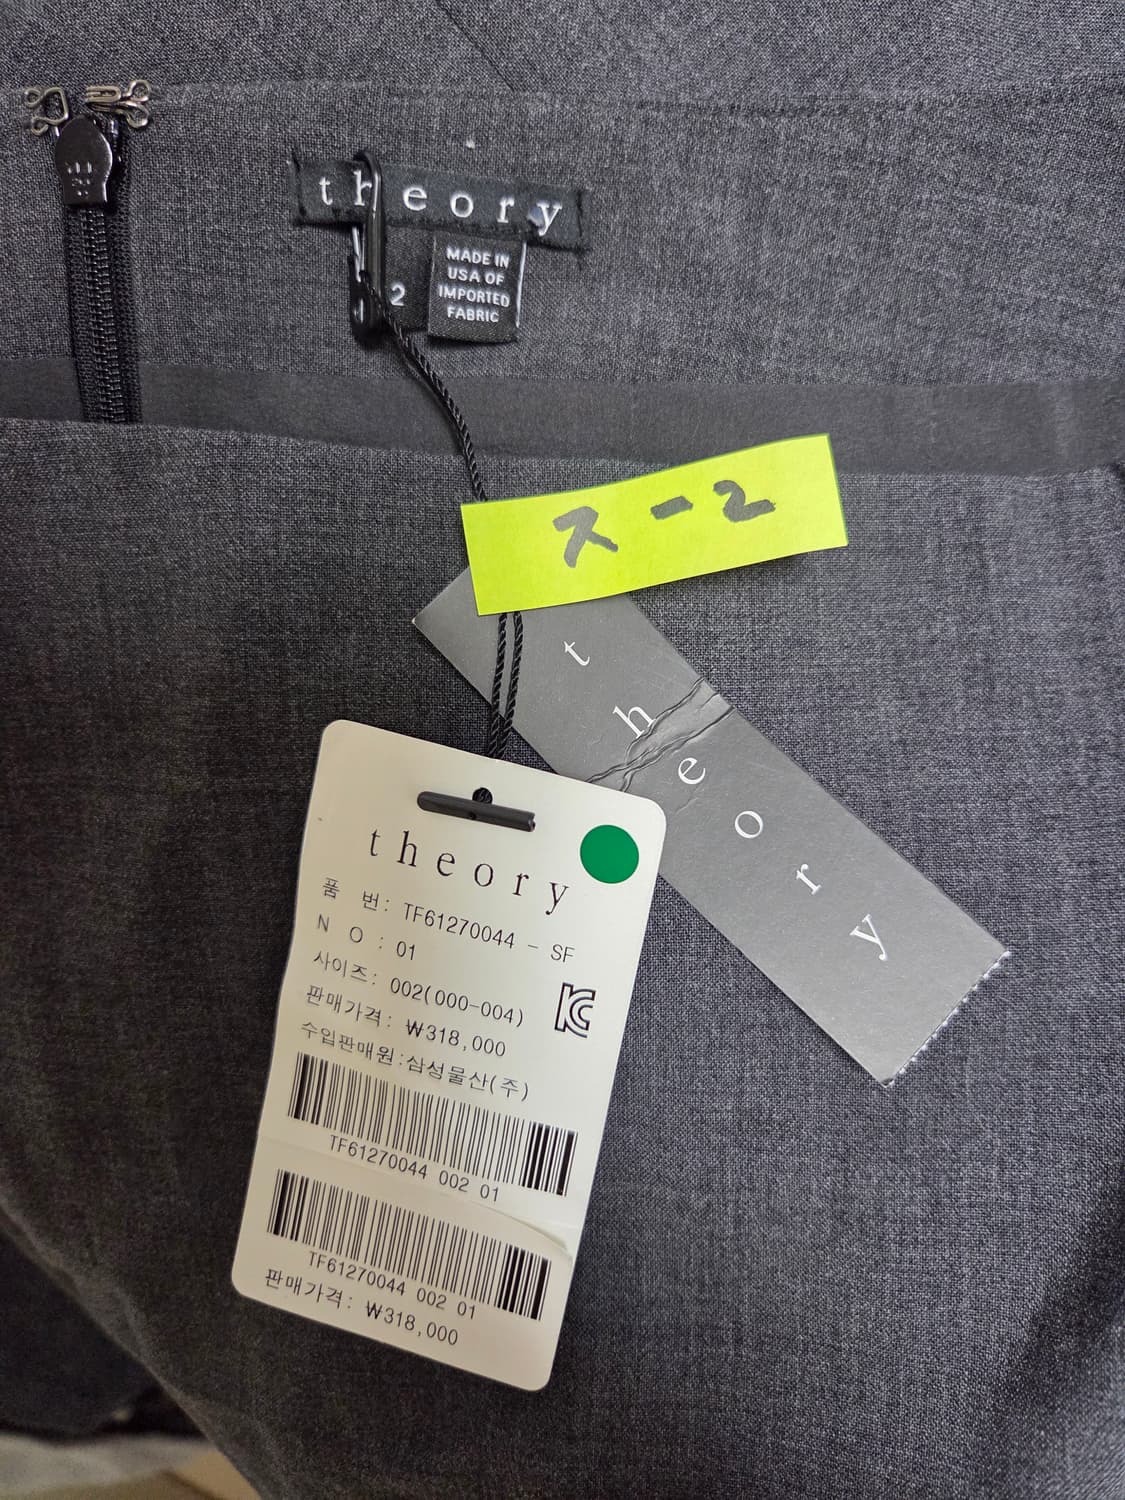 theory
2
MADE IN
USA OF
IMPORTED
FABRIC
ス-2
theory
theory
품 번: TF61270044 - SF
N O : 01
사이즈: 002(000-004)
판매가격: ₩318,000
수입판매원:삼성물산(주)
TF61270044 002 01
TF61270044 002 01
판매가격: ₩318,000